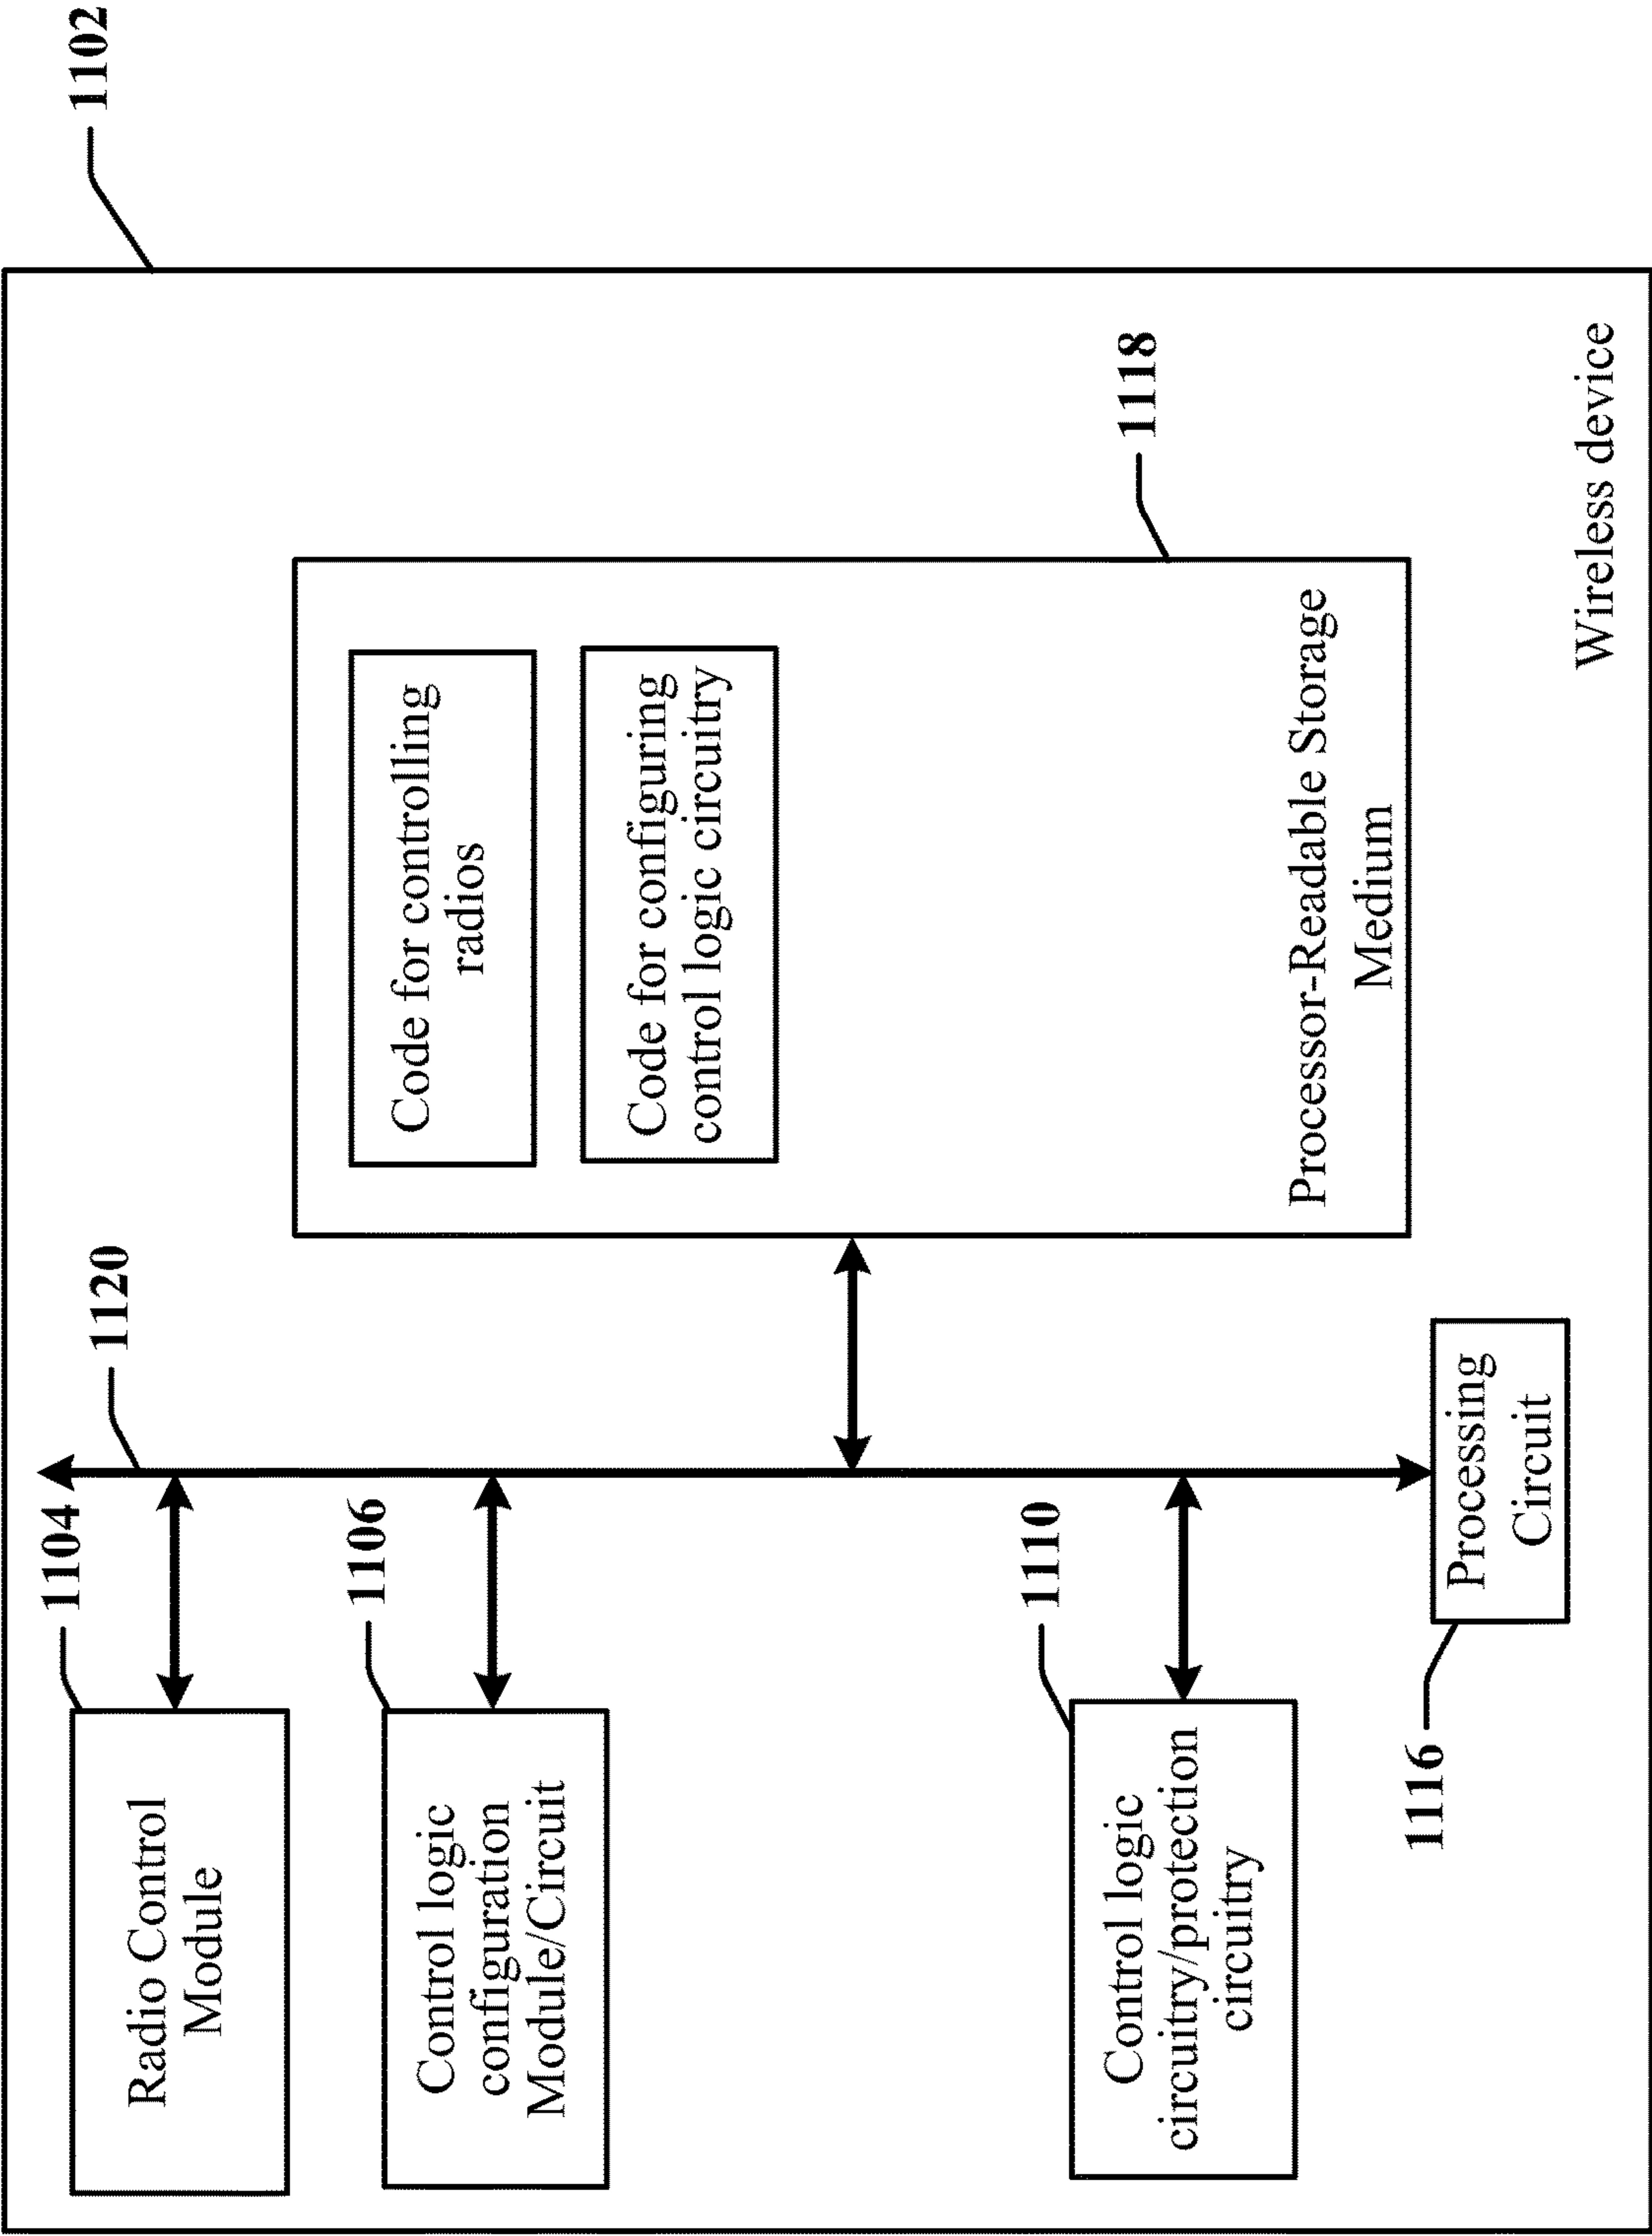 1102
1104
Radio Control
Module
1120
1106
Control logic
configuration
Module/Circuit
Code for controlling
radios
Code for configuring
control logic circuitry
1118
1110
Control logic
circuitry/protection
circuitry
Processor-Readable Storage
Medium
1116
Processing
Circuit
Wireless device